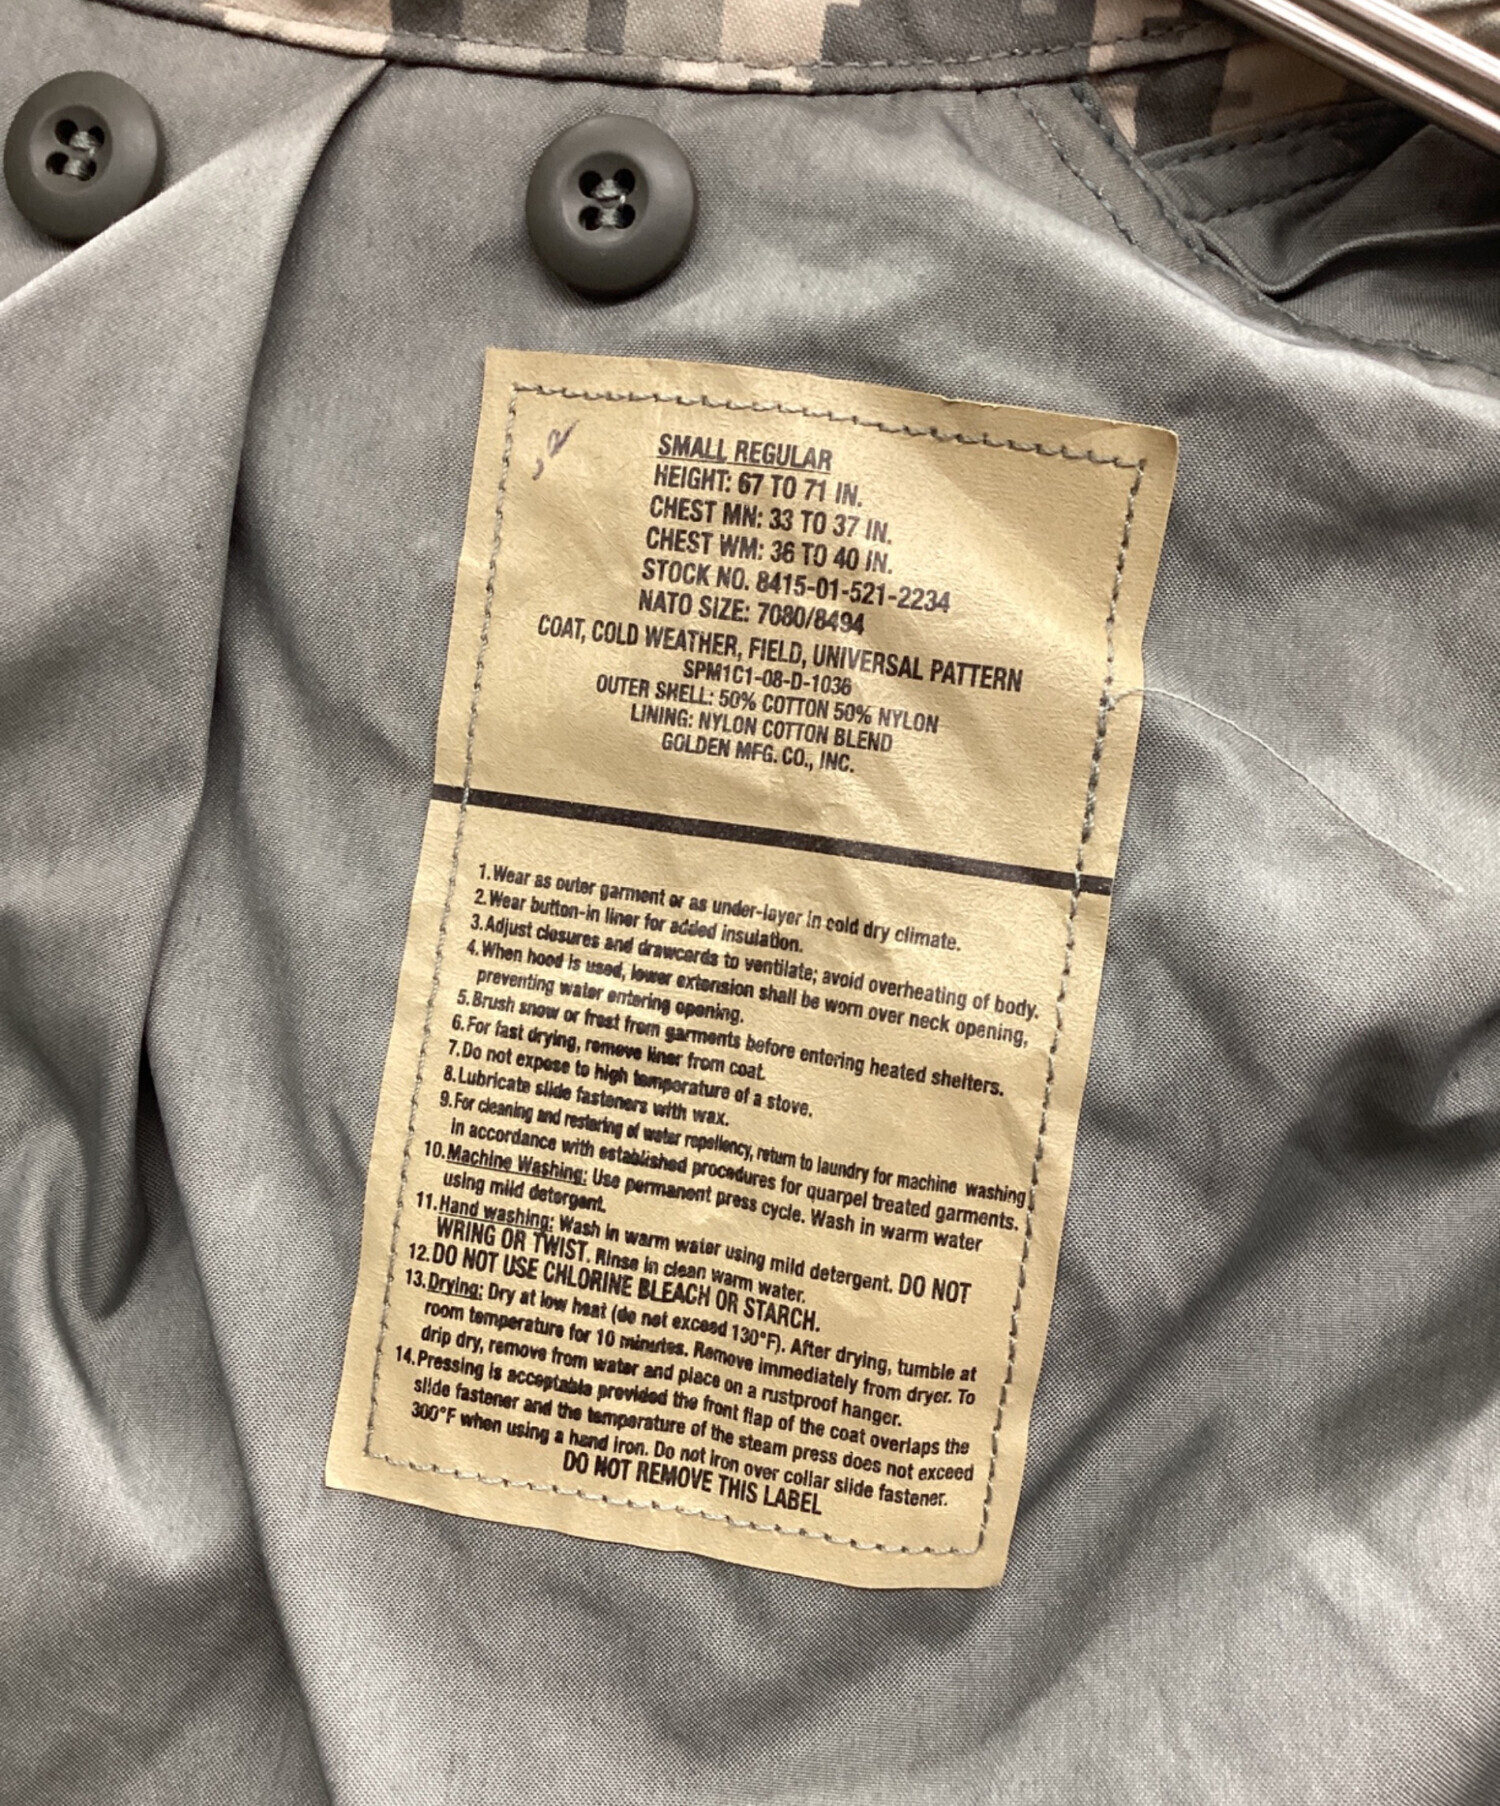 SMALL REGULAR
HEIGHT: 67 TO 71 IN.
CHEST MN: 33 TO 37 IN.
CHEST WM: 36 TO 40 IN.
STOCK NO. 8415-01-521-2234
NATO SIZE: 7080/8494
COAT, COLD WEATHER, FIELD, UNIVERSAL PATTERN
SPM1C1-08-D-1036
OUTER SHELL: 50% COTTON 50% NYLON
LINING: NYLON COTTON BLEND
GOLDEN MFG. CO., INC.
1.Wear as outer garment or as under-layer in cold dry climate.
2.Wear button-in liner for added insulation.
3.Adjust closures and drawcords to ventilate; avoid overheating of body.
4.When hood is used, lower extension shall be worn over neck opening,
preventing water entering opening.
5.Brush snow or frost from garments before entering heated shelters.
6.For fast drying, remove liner from coat.
7.Do not expose to high temperature of a stove.
8.Lubricate slide fasteners with wax.
9.For cleaning and restoring of water repellency, return to laundry for machine washing
in accordance with established procedures for quarpel treated garments.
10.Machine Washing: Use permanent press cycle. Wash in warm water
using mild detergent.
11.Hand washing: Wash in warm water using mild detergent. DO NOT
WRING OR TWIST. Rinse in clean warm water.
12.DO NOT USE CHLORINE BLEACH OR STARCH.
13.Drying: Dry at low heat (do not exceed 130°F). After drying, tumble at
room temperature for 10 minutes. Remove immediately from dryer. To
drip dry, remove from water and place on a rustproof hanger.
14.Pressing is acceptable provided the front flap of the coat overlaps the
slide fastener and the temperature of the steam press does not exceed
300°F when using a hand iron. Do not iron over collar slide fastener.
DO NOT REMOVE THIS LABEL